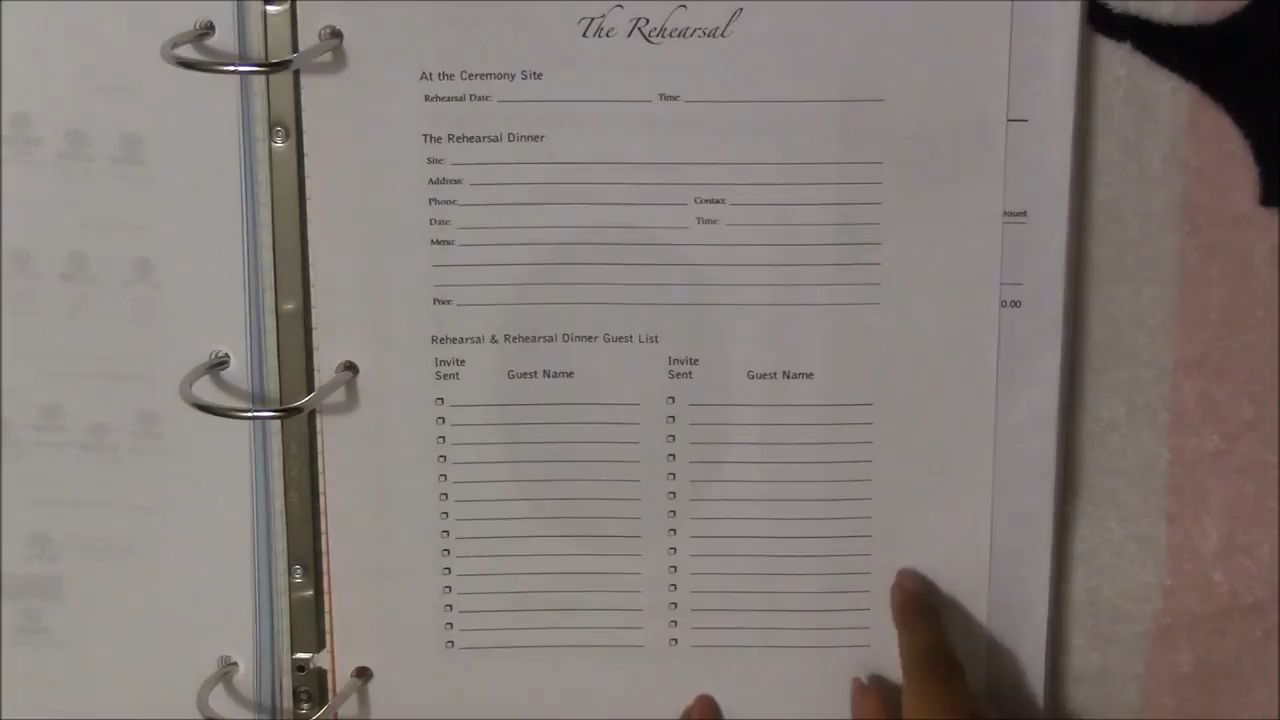 The Rehearsal
At the Ceremony Site
Rehearsal Date: Time:
The Rehearsal Dinner
Site:
Address:
Phone: Contact:
Date: Time:
Menu:
Price:
Rehearsal & Rehearsal Dinner Guest List
Invite Sent Guest Name Invite Sent Guest Name
ount
0.00